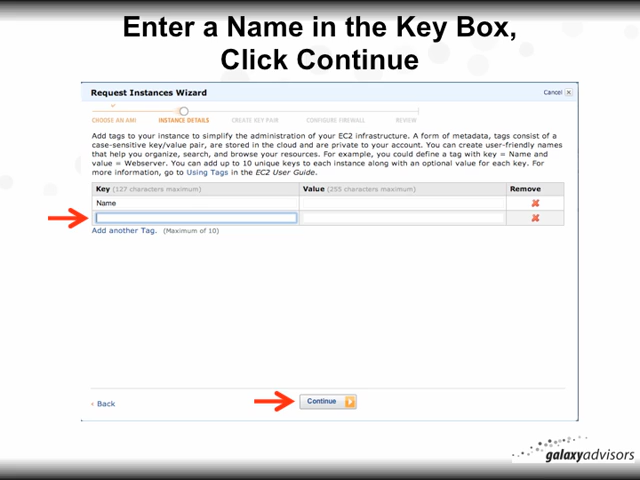 Enter a Name in the Key Box,
Click Continue
Request Instances Wizard
Cancel
CHOOSE AN AMI INSTANCE DETAILS CREATE KEY PAIR CONFIGURE FIREWALL REVIEW
Add tags to your instance to simplify the administration of your EC2 infrastructure. A form of metadata, tags consist of a
case-sensitive key/value pair, are stored in the cloud and are private to your account. You can create user-friendly names
that help you organize, search, and browse your resources. For example, you could define a tag with key = Name and
value = Webserver. You can add up to 10 unique keys to each instance along with an optional value for each key. For
more information, go to Using Tags in the EC2 User Guide.
Key (127 characters maximum) Value (255 characters maximum) Remove
Name
Add another Tag. (Maximum of 10)
‹ Back
Continue
galaxyadvisors